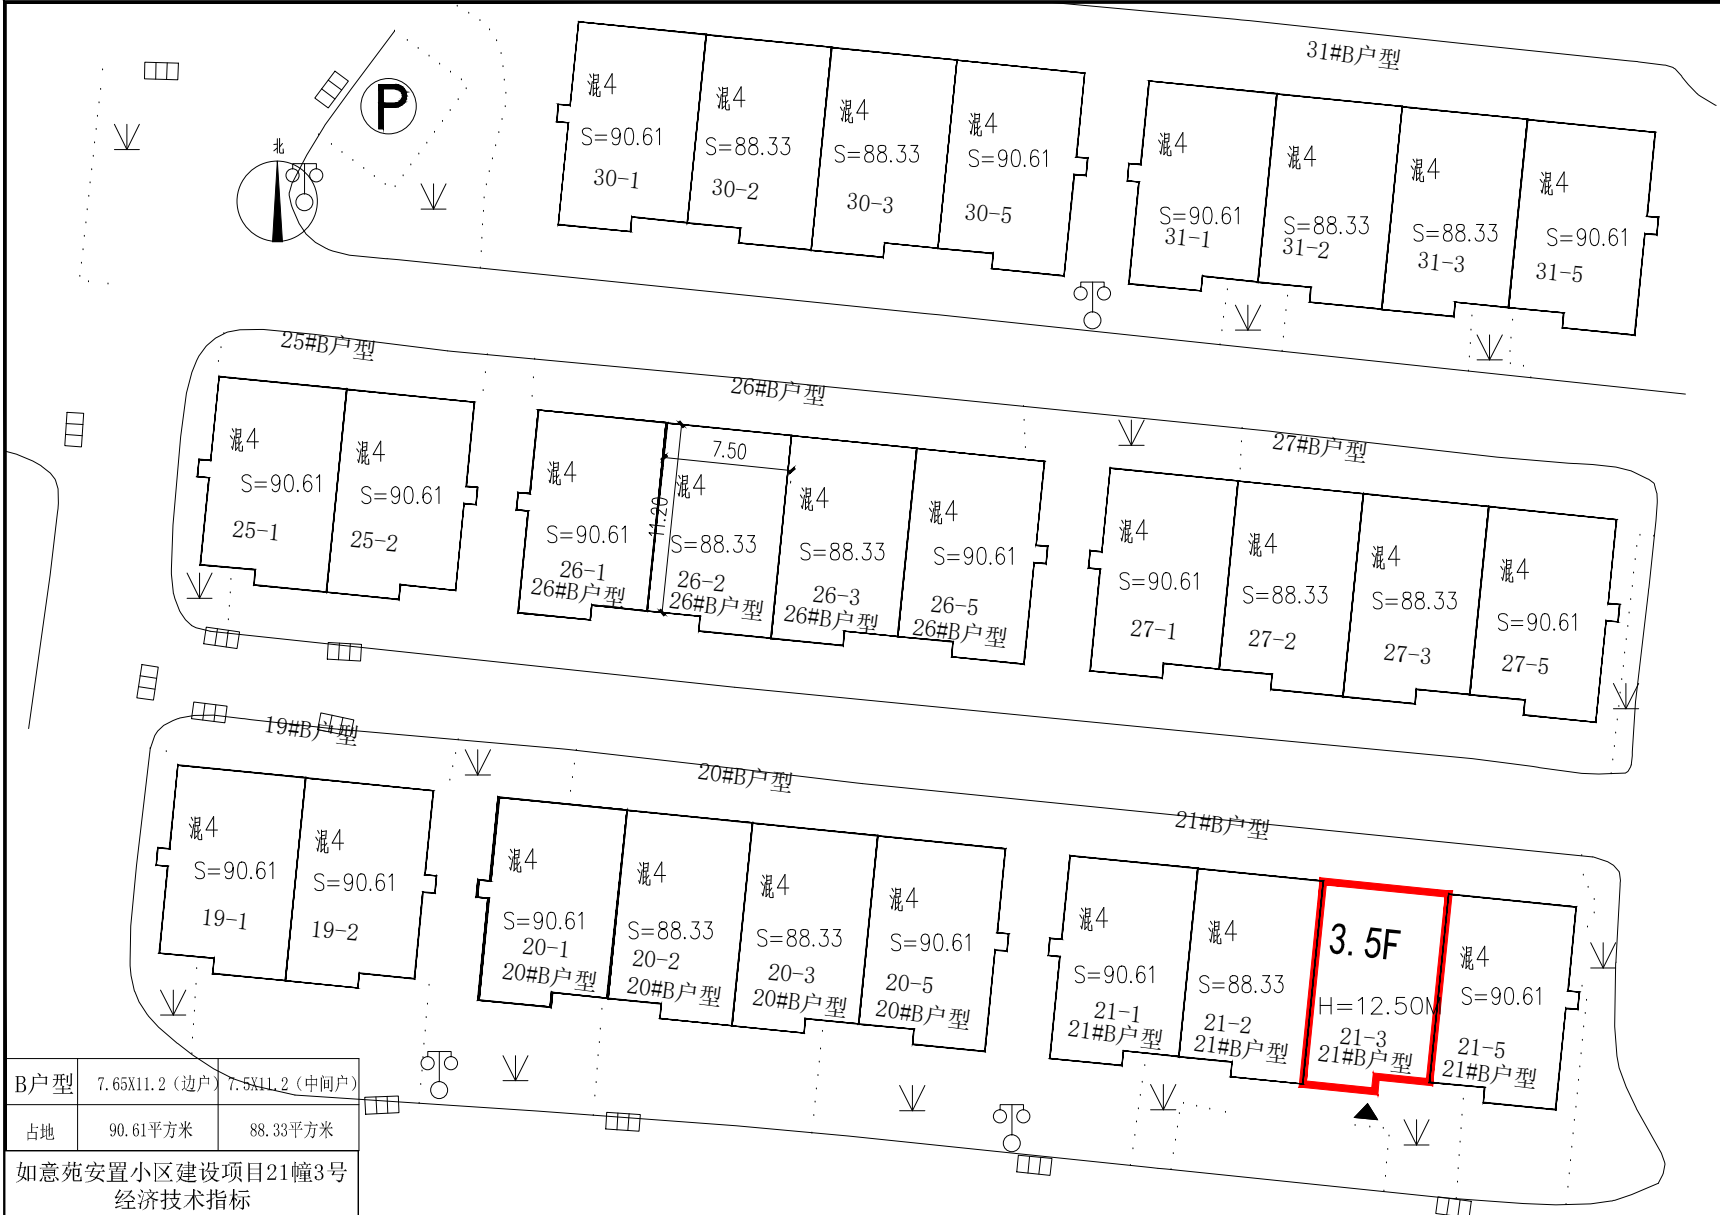 31#B户型
P
北
混4
S=90.61
30-1
混4
S=88.33
30-2
混4
S=88.33
30-3
混4
S=90.61
30-5
混4
S=90.61
31-1
混4
S=88.33
31-2
混4
S=88.33
31-3
混4
S=90.61
31-5
25#B户型
26#B户型
27#B户型
混4
S=90.61
25-1
混4
S=90.61
25-2
混4
S=90.61
26-1
26#B户型
7.50
11.20
混4
S=88.33
26-2
26#B户型
混4
S=88.33
26-3
26#B户型
混4
S=90.61
26-5
26#B户型
混4
S=90.61
27-1
混4
S=88.33
27-2
混4
S=88.33
27-3
混4
S=90.61
27-5
19#B户型
20#B户型
21#B户型
混4
S=90.61
19-1
混4
S=90.61
19-2
混4
S=90.61
20-1
20#B户型
混4
S=88.33
20-2
20#B户型
混4
S=88.33
20-3
20#B户型
混4
S=90.61
20-5
20#B户型
混4
S=90.61
21-1
21#B户型
混4
S=88.33
21-2
21#B户型
3.5F
H=12.50M
21-3
21#B户型
混4
S=90.61
21-5
21#B户型
B户型 7.65X11.2（边户） 7.5X11.2（中间户）
占地 90.61平方米 88.33平方米
如意苑安置小区建设项目21幢3号
经济技术指标